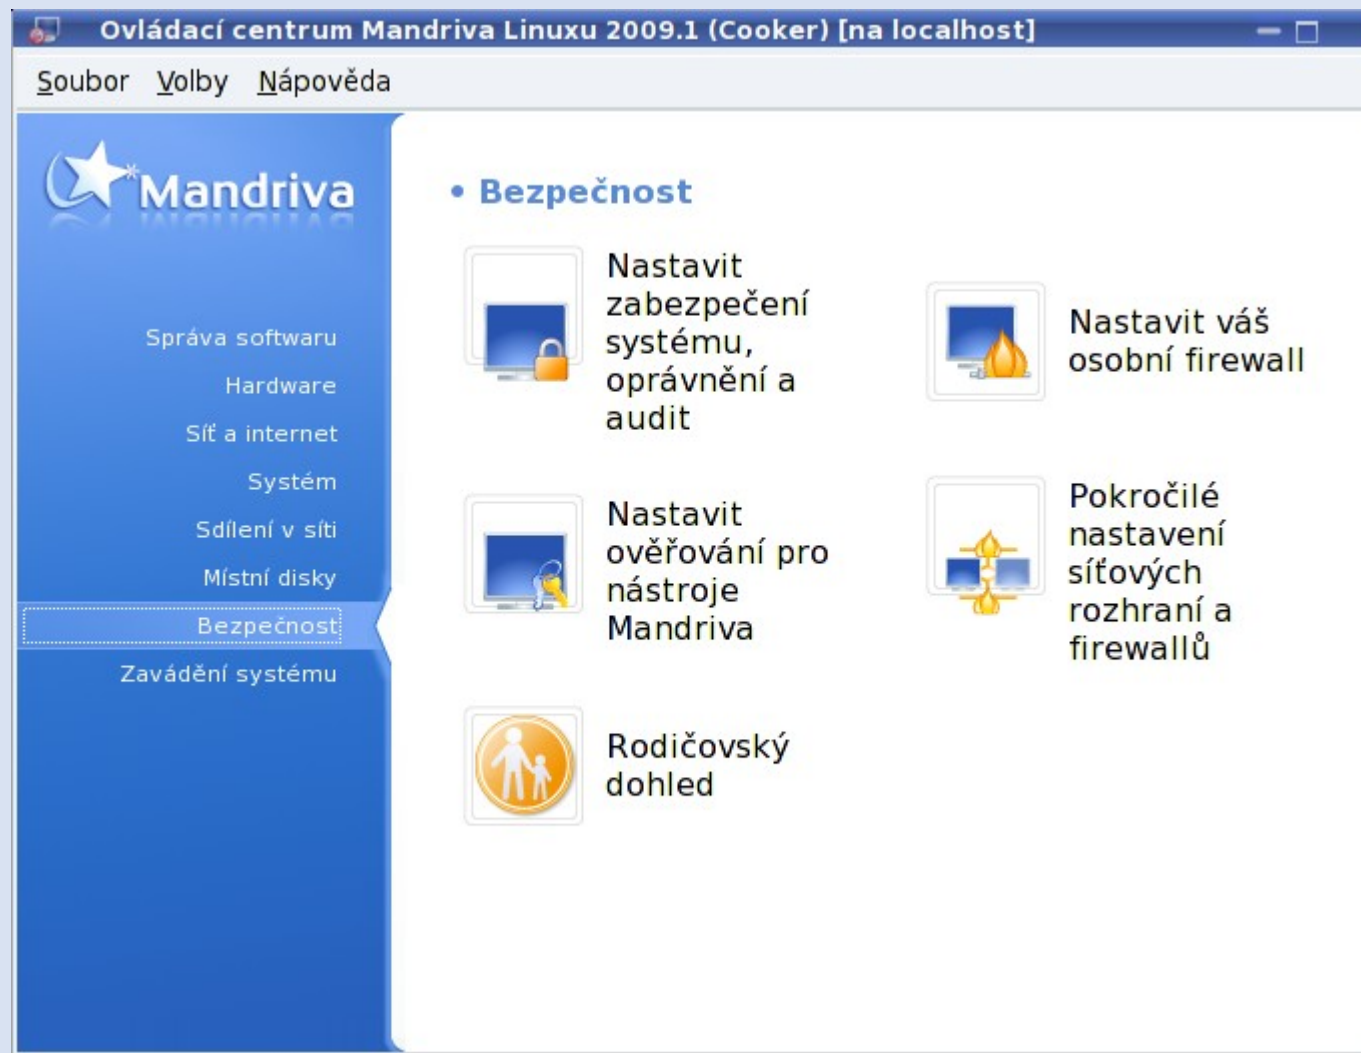 Ovládací centrum Mandriva Linuxu 2009.1 (Cooker) [na localhost]
Soubor Volby Nápověda
Mandriva
Správa softwaru
Hardware
Síť a internet
Systém
Sdílení v síti
Místní disky
Bezpečnost
Zavádění systému
• Bezpečnost
Nastavit
zabezpečení
systému,
oprávnění a
audit
Nastavit váš
osobní firewall
Nastavit
ověřování pro
nástroje
Mandriva
Pokročilé
nastavení
síťových
rozhraní a
firewallů
Rodičovský
dohled